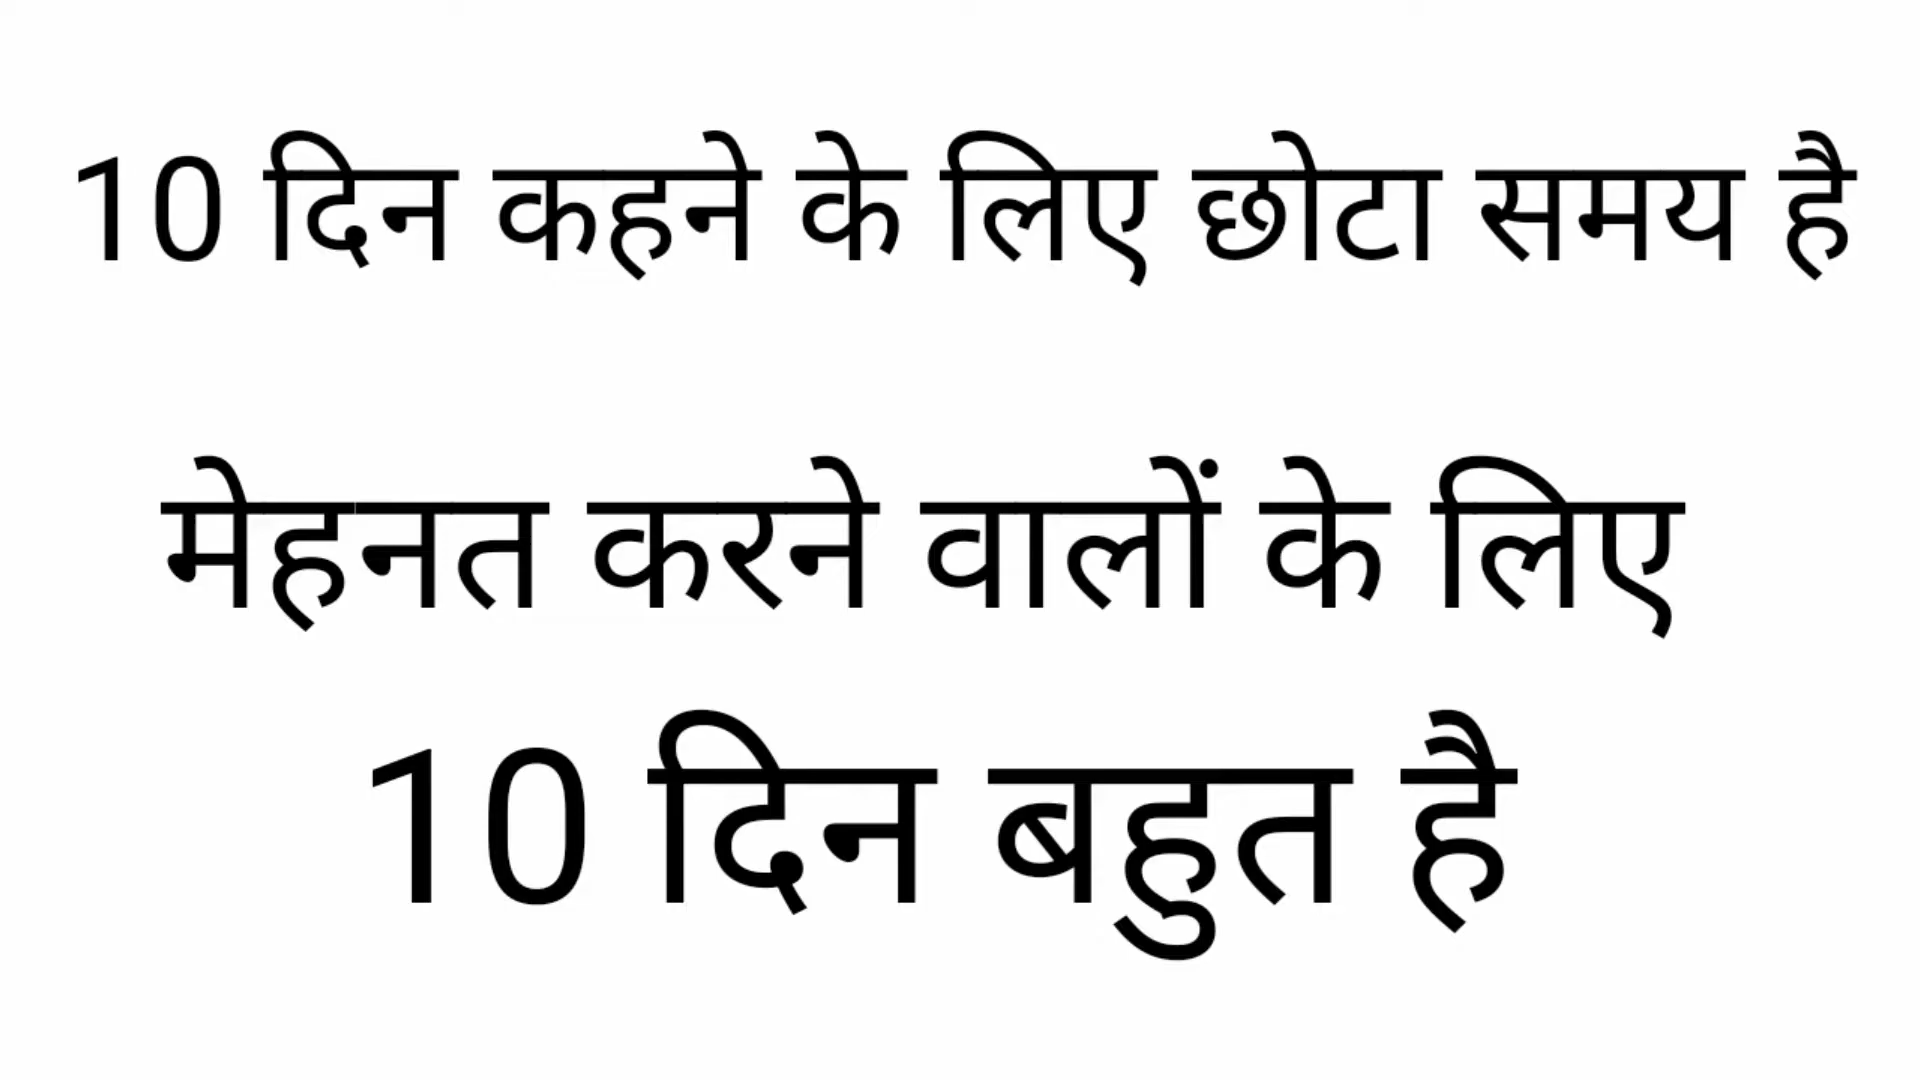 10 दिन कहने के लिए छोटा समय है
मेहनत करने वालों के लिए
10 दिन बहुत है